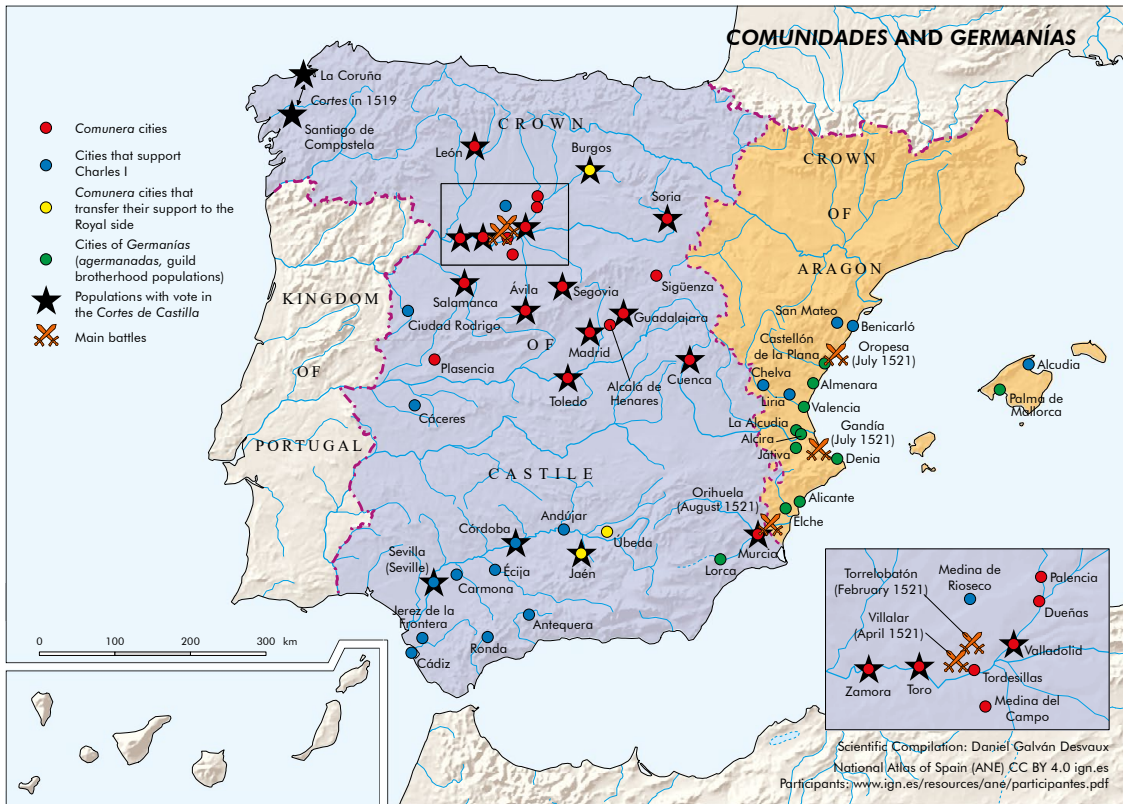 COMUNIDADES AND GERMANÍAS
La Coruña
Cortes in 1519
Santiago de
Compostela
Comunera cities
Cities that support
Charles I
Comunera cities that
transfer their support to the
Royal side
Cities of Germanías
(agermanadas, guild
brotherhood populations)
Populations with vote in
the Cortes de Castilla
Main battles
CROWN
OF
CASTILE
CROWN
OF
ARAGON
KINGDOM
OF
PORTUGAL
León
Burgos
Soria
Salamanca
Ávila
Segovia
Sigüenza
Guadalajara
Ciudad Rodrigo
Madrid
Plasencia
Toledo
Alcalá de
Henares
Cuenca
Cáceres
San Mateo
Benicarló
Castellón
de la Plana
Oropesa
(July 1521)
Chelva
Almenara
Liria
Valencia
La Alcudia
Alcira
Gandía
(July 1521)
Játiva
Denia
Alcudia
Palma de
Mallorca
Orihuela
(August 1521)
Alicante
Elche
Murcia
Lorca
Córdoba
Andújar
Úbeda
Jaén
Sevilla
(Seville)
Écija
Carmona
Jerez de la
Frontera
Antequera
Ronda
Cádiz
0 100 200 300 km
Torrelobatón
(February 1521)
Medina de
Rioseco
Palencia
Dueñas
Villalar
(April 1521)
Valladolid
Zamora
Toro
Tordesillas
Medina del
Campo
Scientific Compilation: Daniel Galván Desvaux
National Atlas of Spain (ANE) CC BY 4.0 ign.es
Participants: www.ign.es/resources/ane/participantes.pdf